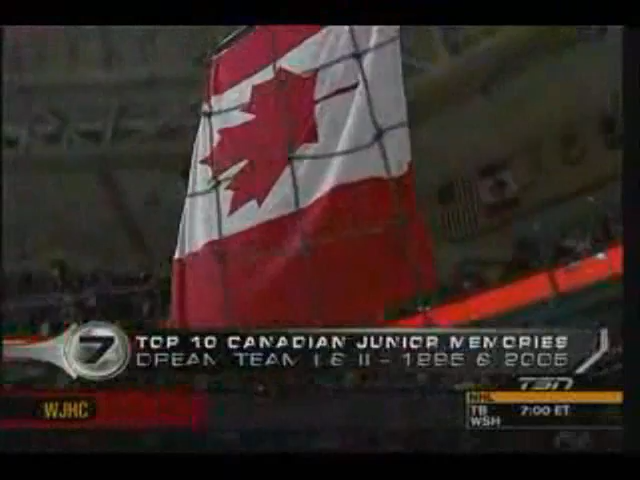 7
TOP 10 CANADIAN JUNIOR MEMORIES
DREAM TEAM I & II - 1995 & 2005
TSN
WJHC
NHL
TB 7:00 ET
WSH